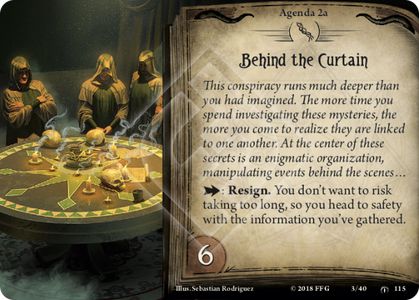 Agenda 2a
Behind the Curtain
This conspiracy runs much deeper than
you had imagined. The more time you
spend investigating these mysteries, the
more you come to realize they are linked
to one another. At the center of these
secrets is an enigmatic organization,
manipulating events behind the scenes…
: Resign. You don't want to risk
taking too long, so you head to safety
with the information you've gathered.
6
Illus. Sebastian Rodriguez © 2018 FFG 3/40 115